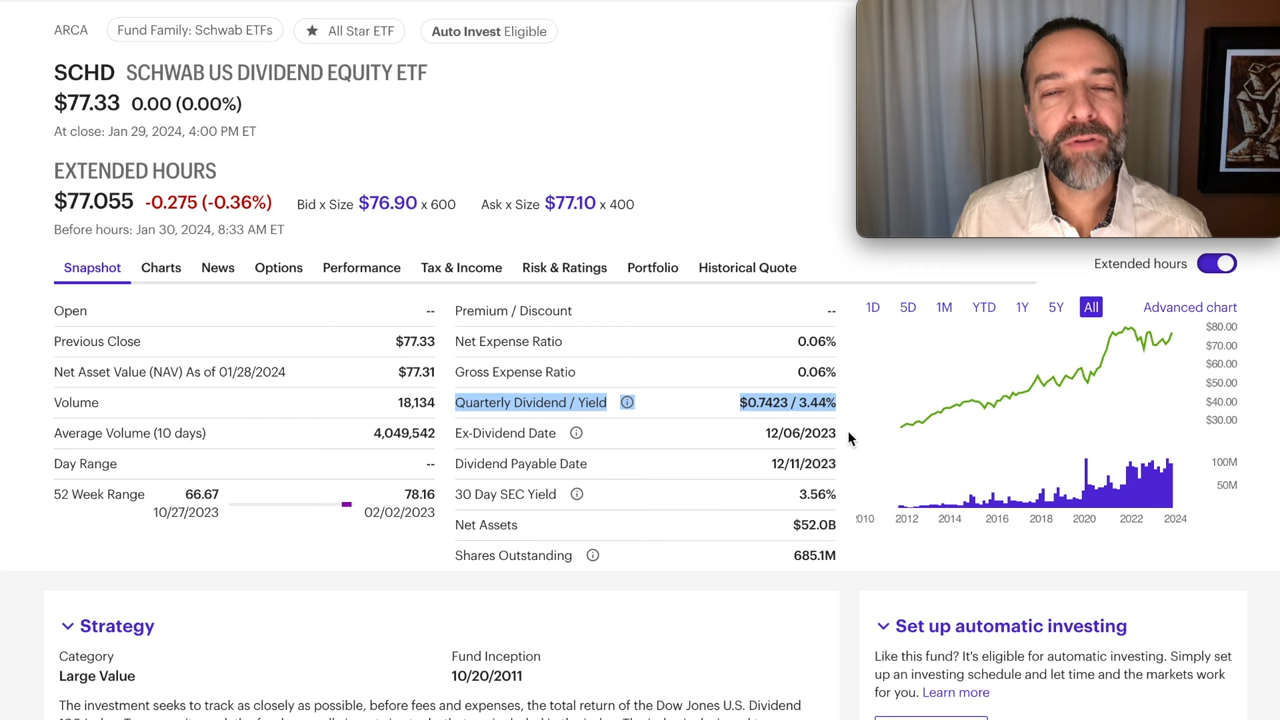 ARCA Fund Family: Schwab ETFs ★ All Star ETF Auto Invest Eligible
SCHD SCHWAB US DIVIDEND EQUITY ETF
$77.33 0.00 (0.00%)
At close: Jan 29, 2024, 4:00 PM ET
EXTENDED HOURS
$77.055 -0.275 (-0.36%) Bid x Size $76.90 x 600 Ask x Size $77.10 x 400
Before hours: Jan 30, 2024, 8:33 AM ET
Extended hours
Snapshot Charts News Options Performance Tax & Income Risk & Ratings Portfolio Historical Quote
Open --
Previous Close $77.33
Net Asset Value (NAV) As of 01/28/2024 $77.31
Volume 18,134
Average Volume (10 days) 4,049,542
Day Range --
52 Week Range 66.67 78.16
10/27/2023 02/02/2023
Premium / Discount --
Net Expense Ratio 0.06%
Gross Expense Ratio 0.06%
Quarterly Dividend / Yield $0.7423 / 3.44%
Ex-Dividend Date 12/06/2023
Dividend Payable Date 12/11/2023
30 Day SEC Yield 3.56%
Net Assets $52.0B
Shares Outstanding 685.1M
1D 5D 1M YTD 1Y 5Y All Advanced chart
$80.00
$70.00
$60.00
$50.00
$40.00
$30.00
100M
50M
2010 2012 2014 2016 2018 2020 2022 2024
Strategy
Category Fund Inception
Large Value 10/20/2011
The investment seeks to track as closely as possible, before fees and expenses, the total return of the Dow Jones U.S. Dividend
Set up automatic investing
Like this fund? It's eligible for automatic investing. Simply set
up an investing schedule and let time and the markets work
for you. Learn more